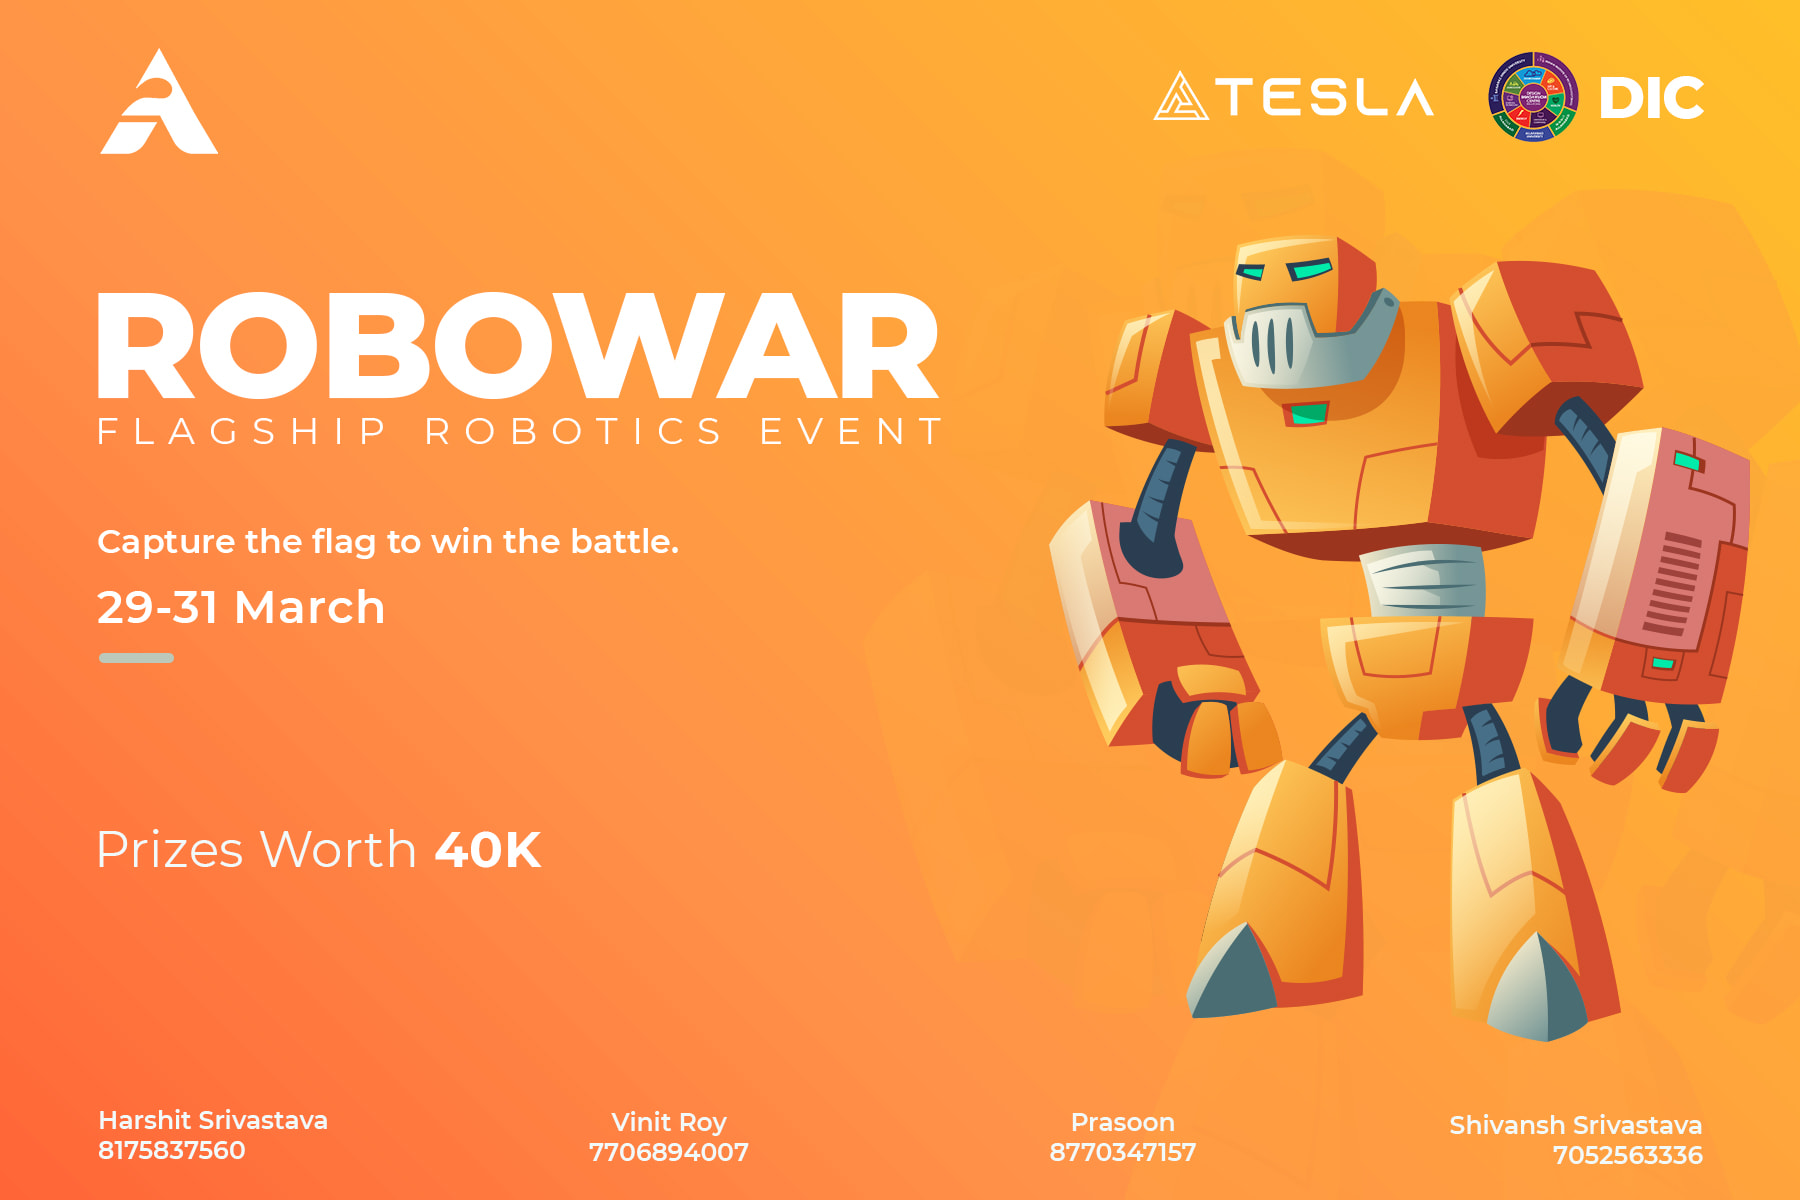 TESLA
DIC
ROBOWAR
FLAGSHIP ROBOTICS EVENT
Capture the flag to win the battle.
29-31 March
Prizes Worth 40K
Harshit Srivastava
8175837560
Vinit Roy
7706894007
Prasoon
8770347157
Shivansh Srivastava
7052563336